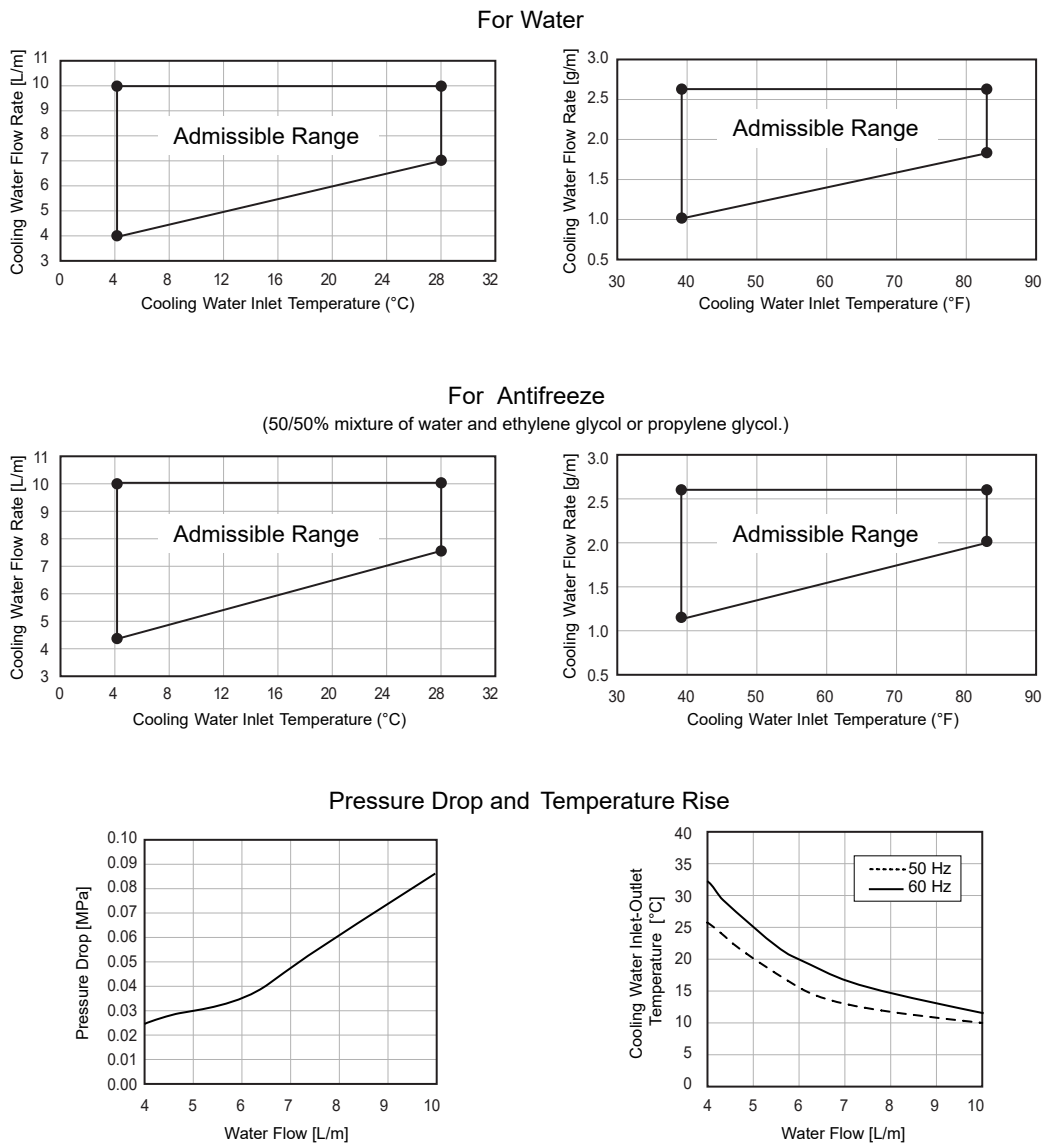 For Water
Cooling Water Flow Rate [L/m]
11
10
9
8
7
6
5
4
3
Admissible Range
0 4 8 12 16 20 24 28 32
Cooling Water Inlet Temperature (°C)
Cooling Water Flow Rate [g/m]
3.0
2.5
2.0
1.5
1.0
0.5
Admissible Range
30 40 50 60 70 80 90
Cooling Water Inlet Temperature (°F)
For Antifreeze
(50/50% mixture of water and ethylene glycol or propylene glycol.)
Cooling Water Flow Rate [L/m]
11
10
9
8
7
6
5
4
3
Admissible Range
0 4 8 12 16 20 24 28 32
Cooling Water Inlet Temperature (°C)
Cooling Water Flow Rate [g/m]
3.0
2.5
2.0
1.5
1.0
0.5
Admissible Range
30 40 50 60 70 80 90
Cooling Water Inlet Temperature (°F)
Pressure Drop and Temperature Rise
Pressure Drop [MPa]
0.10
0.09
0.08
0.07
0.06
0.05
0.04
0.03
0.02
0.01
0.00
4 5 6 7 8 9 10
Water Flow [L/m]
Cooling Water Inlet-Outlet
Temperature [°C]
40
35
30
25
20
15
10
5
0
50 Hz
60 Hz
4 5 6 7 8 9 10
Water Flow [L/m]